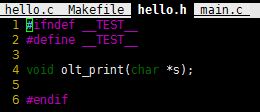 hello.c Makefile hello.h main.c
1 #ifndef __TEST__
2 #define __TEST__
3
4 void olt_print(char *s);
5
6 #endif